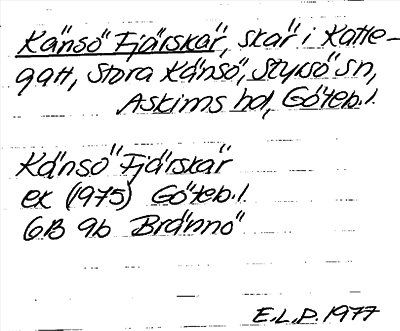 Känsö Fjärskär, skär i Katte-
gatt, Stora Känsö, Styrsö sn,
Askims hd, Göteb.l.
Känsö Fjärskär
ek (1975) Göteb.l.
6B 9b Brännö
E.L.P. 1977